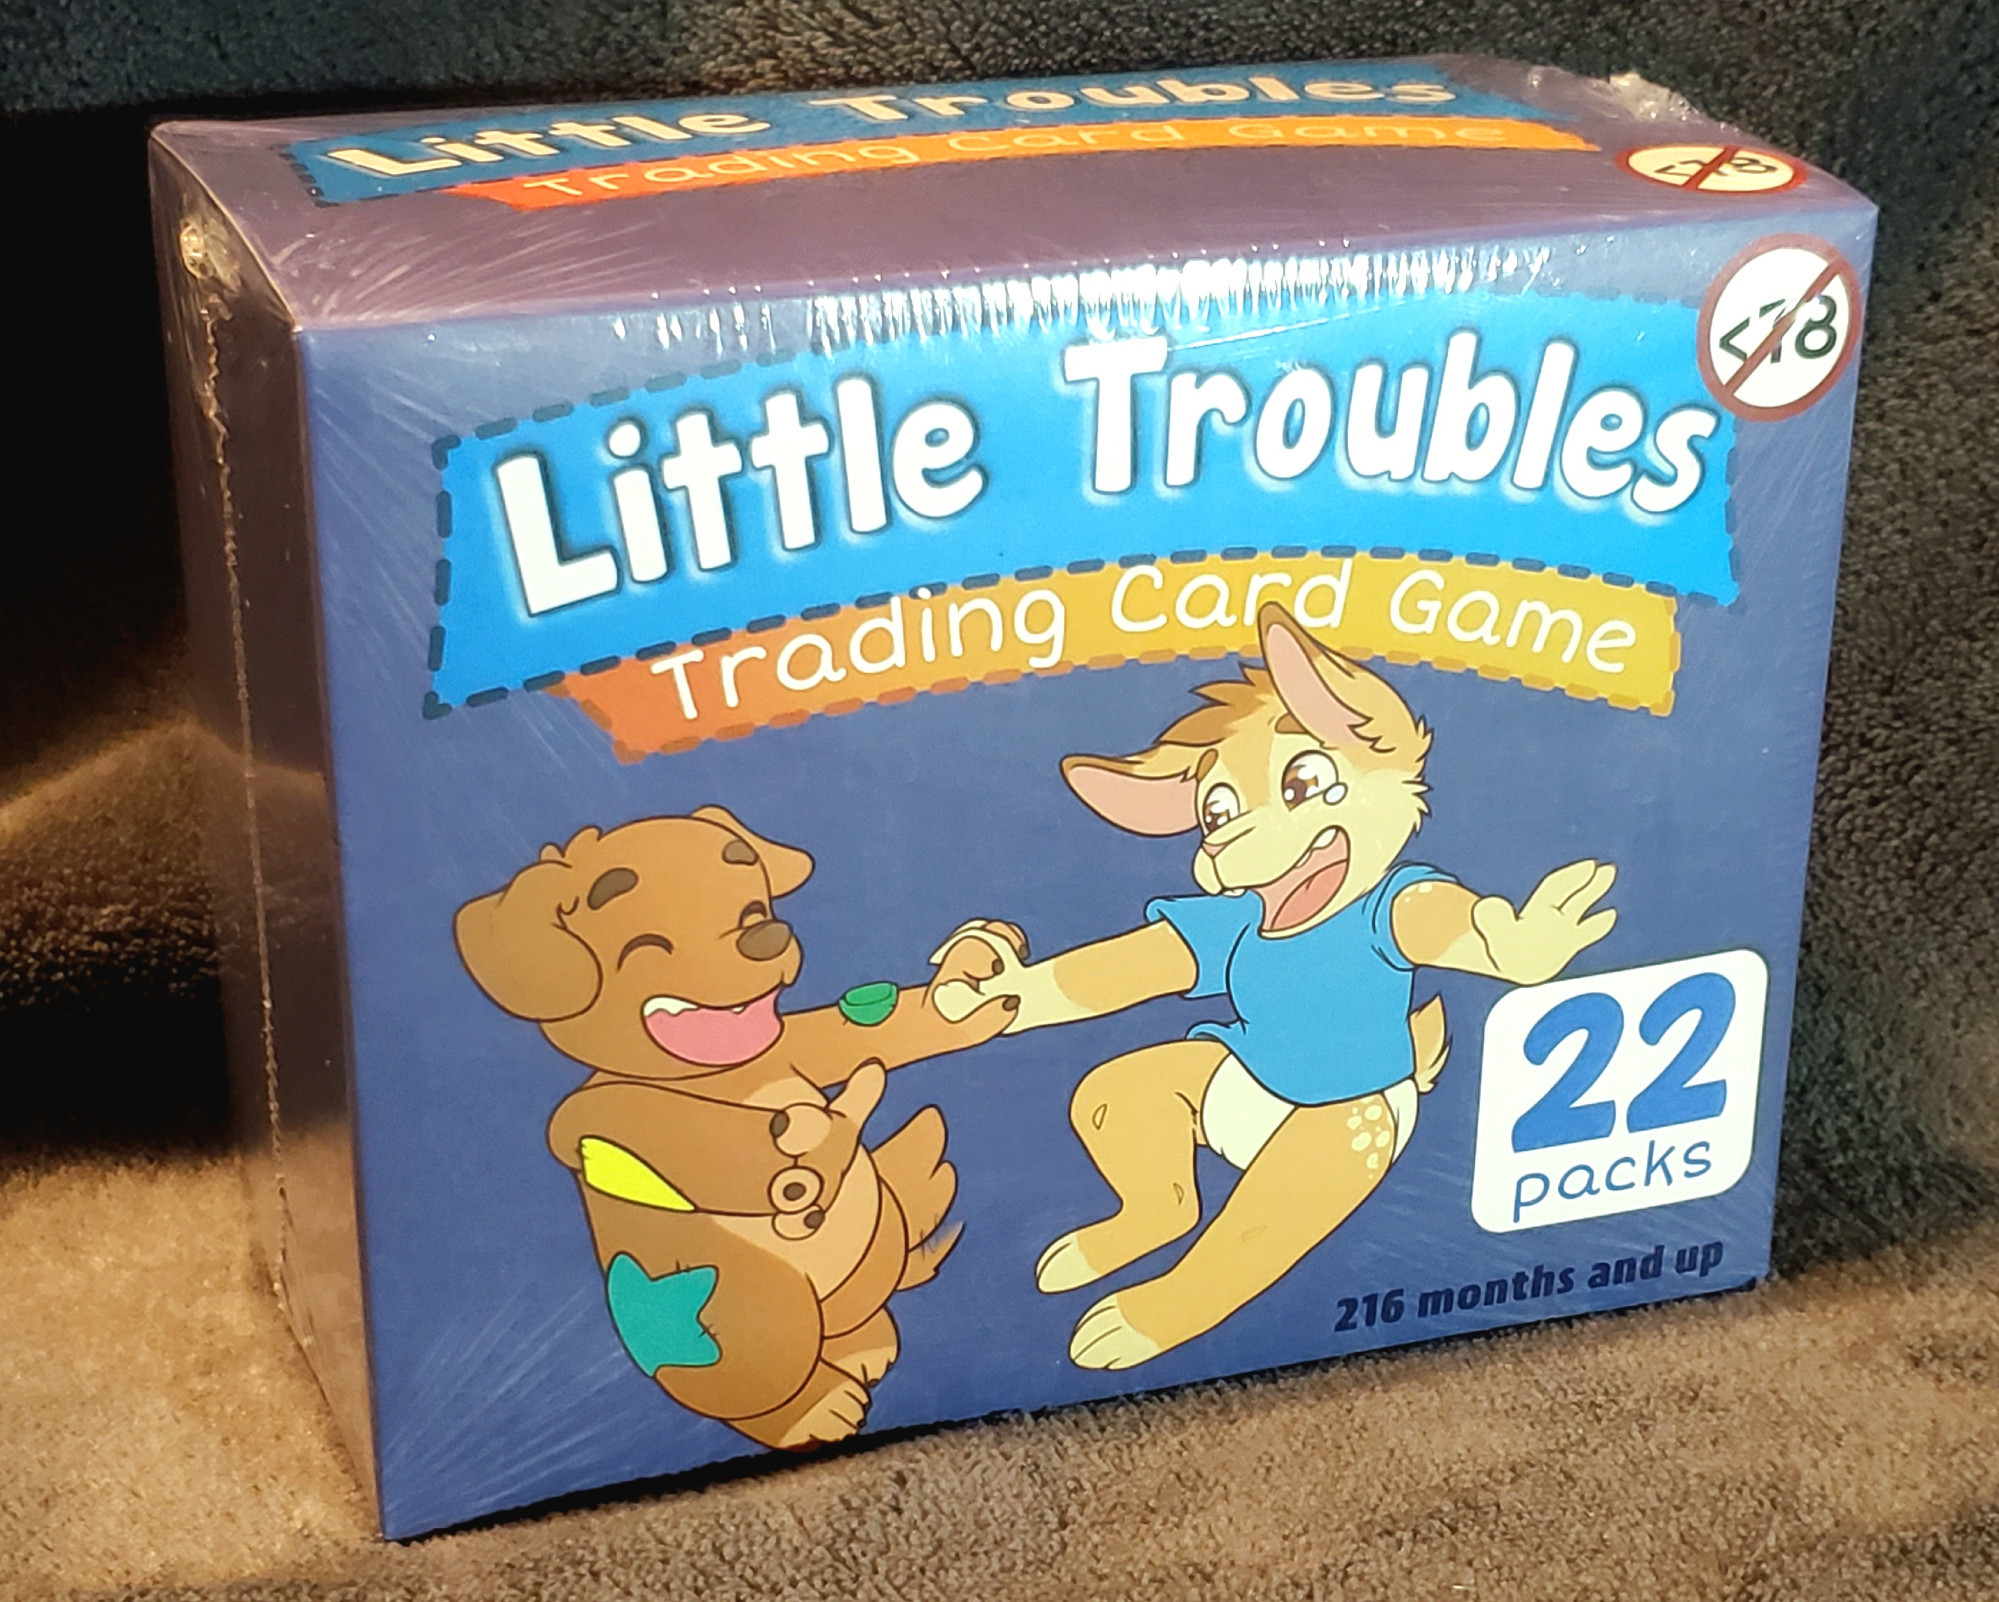 Little Troubles
Trading Card Game
<18
<18
Little Troubles
Trading Card Game
22
packs
216 months and up